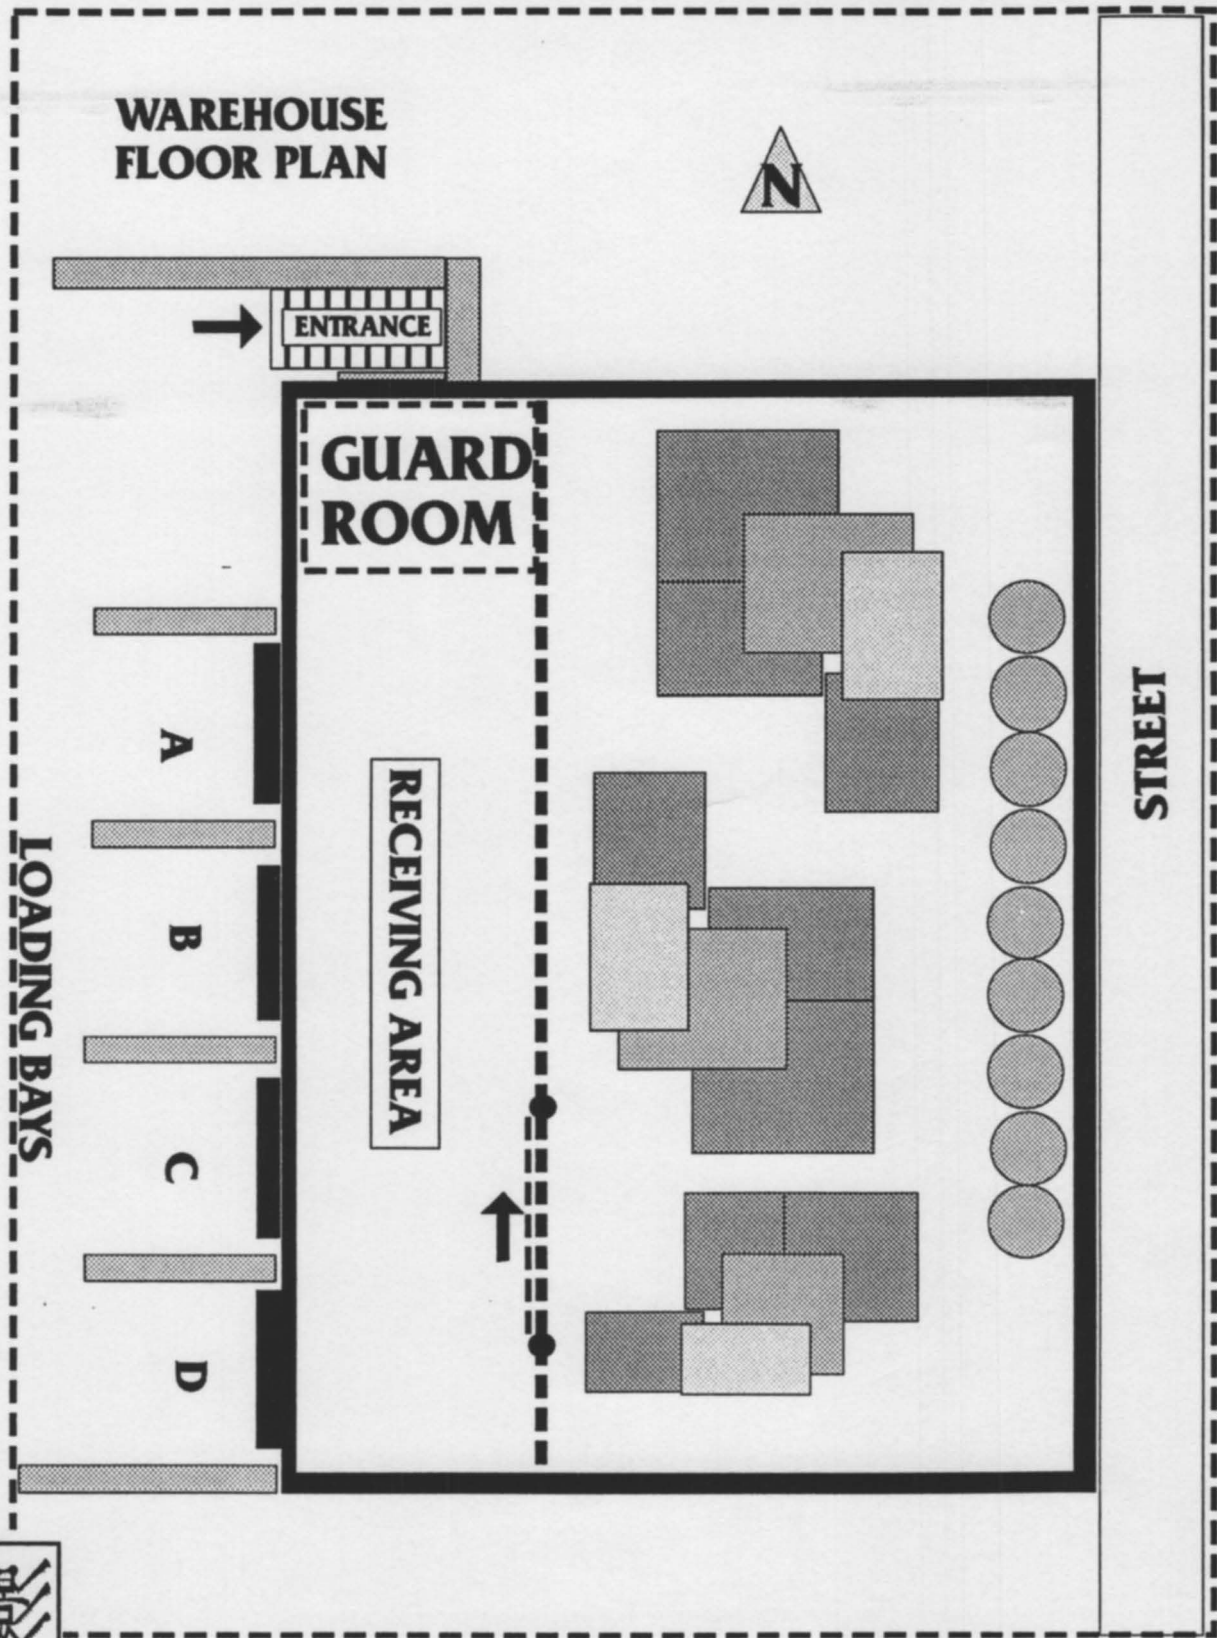 WAREHOUSE
FLOOR PLAN
N
ENTRANCE
GUARD
ROOM
STREET
A
RECEIVING AREA
LOADING BAYS
B
C
D